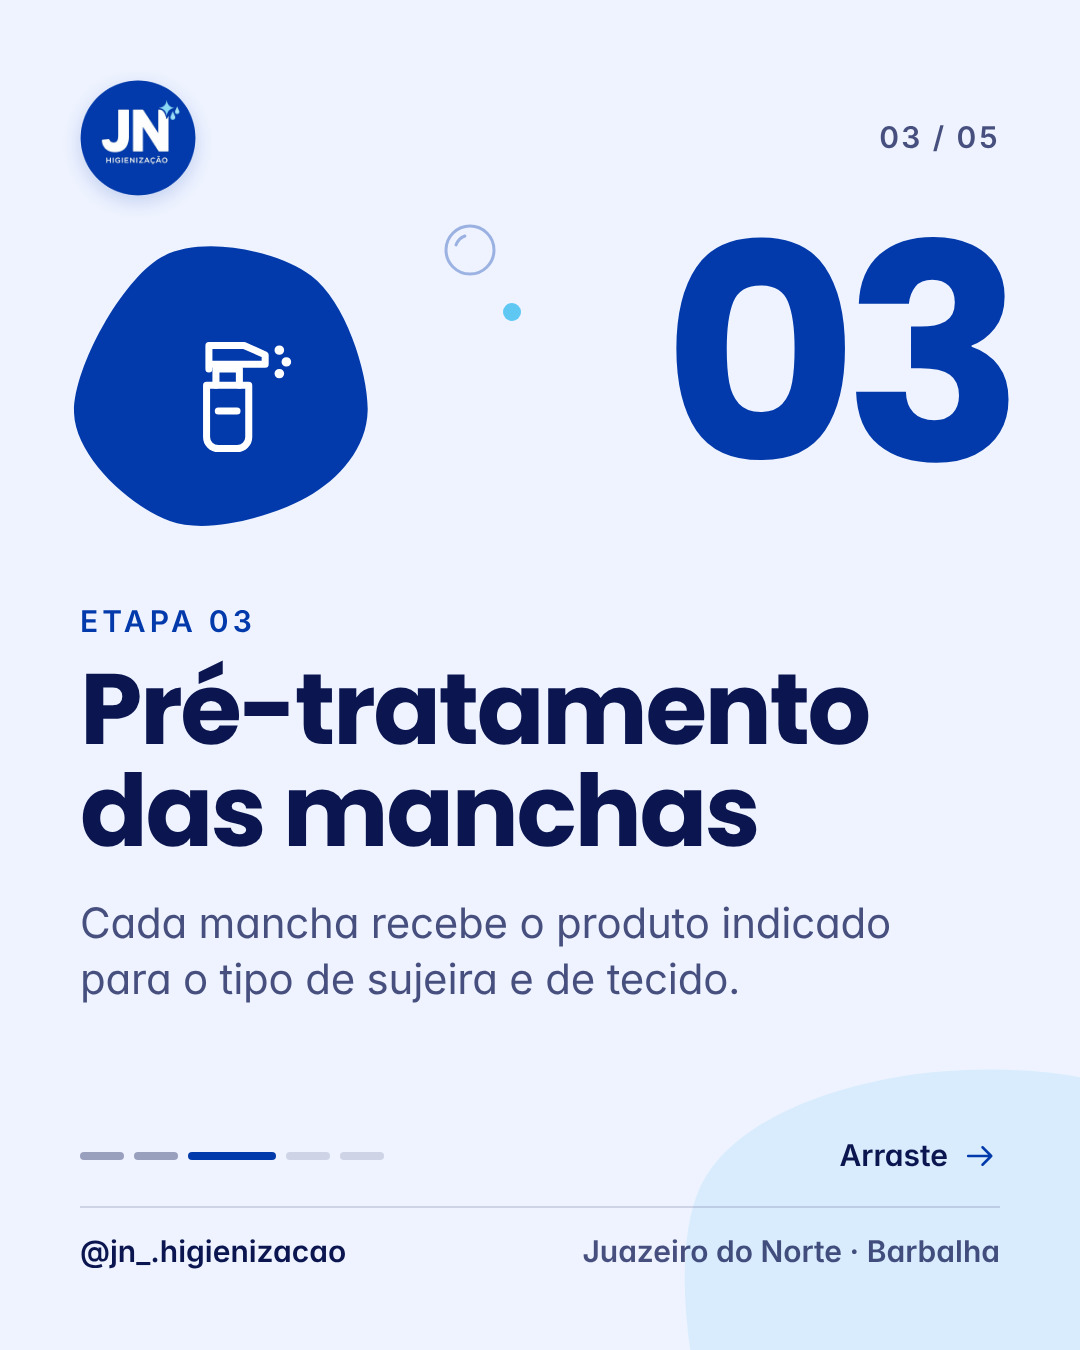 JN
HIGIENIZAÇÃO
03 / 05
03
ETAPA 03
Pré-tratamento
das manchas
Cada mancha recebe o produto indicado
para o tipo de sujeira e de tecido.
Arraste →
@jn_.higienizacao
Juazeiro do Norte · Barbalha